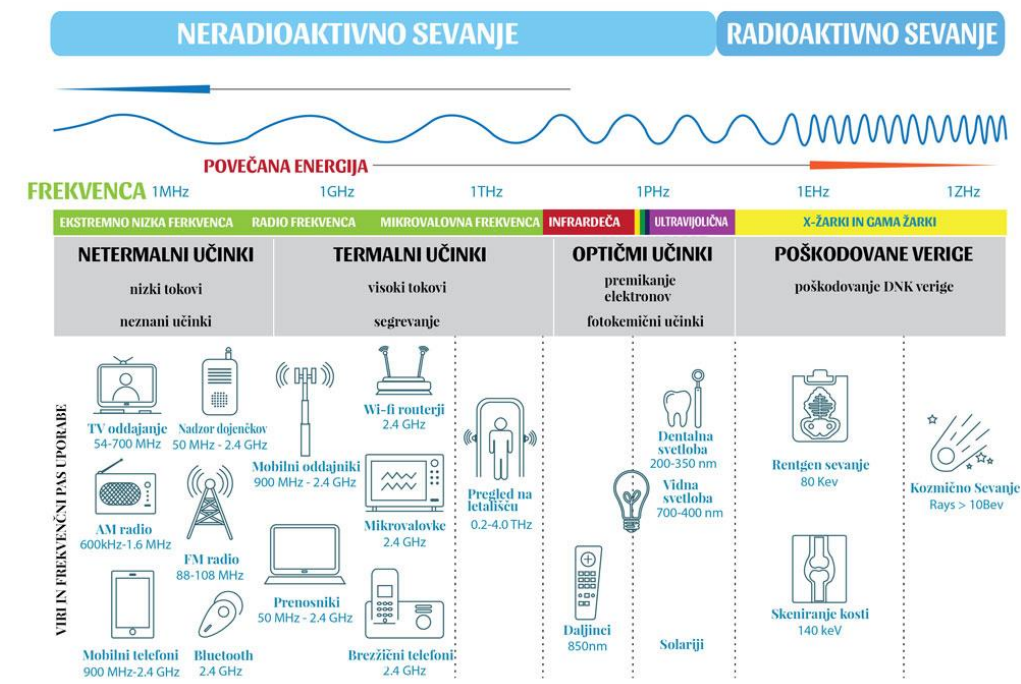 NERADIOAKTIVNO SEVANJE
RADIOAKTIVNO SEVANJE
POVEČANA ENERGIJA
FREKVENCA 1MHz 1GHz 1THz 1PHz 1EHz 1ZHz
EKSTREMNO NIZKA FERKVENCA RADIO FREKVENCA MIKROVALOVNA FREKVENCA INFRARDEČA ULTRAVIJOLIČNA X-ŽARKI IN GAMA ŽARKI
NETERMALNI UČINKI
nizki tokovi
neznani učinki
TERMALNI UČINKI
visoki tokovi
segrevanje
OPTIČMI UČINKI
premikanje
elektronov
fotokemični učinki
POŠKODOVANE VERIGE
poškodovanje DNK verige
VIRI IN FREKVENČNI PAS UPORABE
TV oddajanje
54-700 MHz
Nadzor dojenčkov
50 MHz - 2.4 GHz
AM radio
600kHz-1.6 MHz
FM radio
88-108 MHz
Mobilni telefoni
900 MHz-2.4 GHz
Bluetooth
2.4 GHz
Mobilni oddajniki
900 MHz - 2.4 GHz
Wi-fi routerji
2.4 GHz
Mikrovalovke
2.4 GHz
Prenosniki
50 MHz - 2.4 GHz
Brezžični telefoni
2.4 GHz
Pregled na
letališču
0.2-4.0 THz
Dentalna
svetloba
200-350 nm
Vidna
svetloba
700-400 nm
Daljinci
850nm
Solariji
Rentgen sevanje
80 Kev
Skeniranje kosti
140 keV
Kozmično Sevanje
Rays > 10Bev